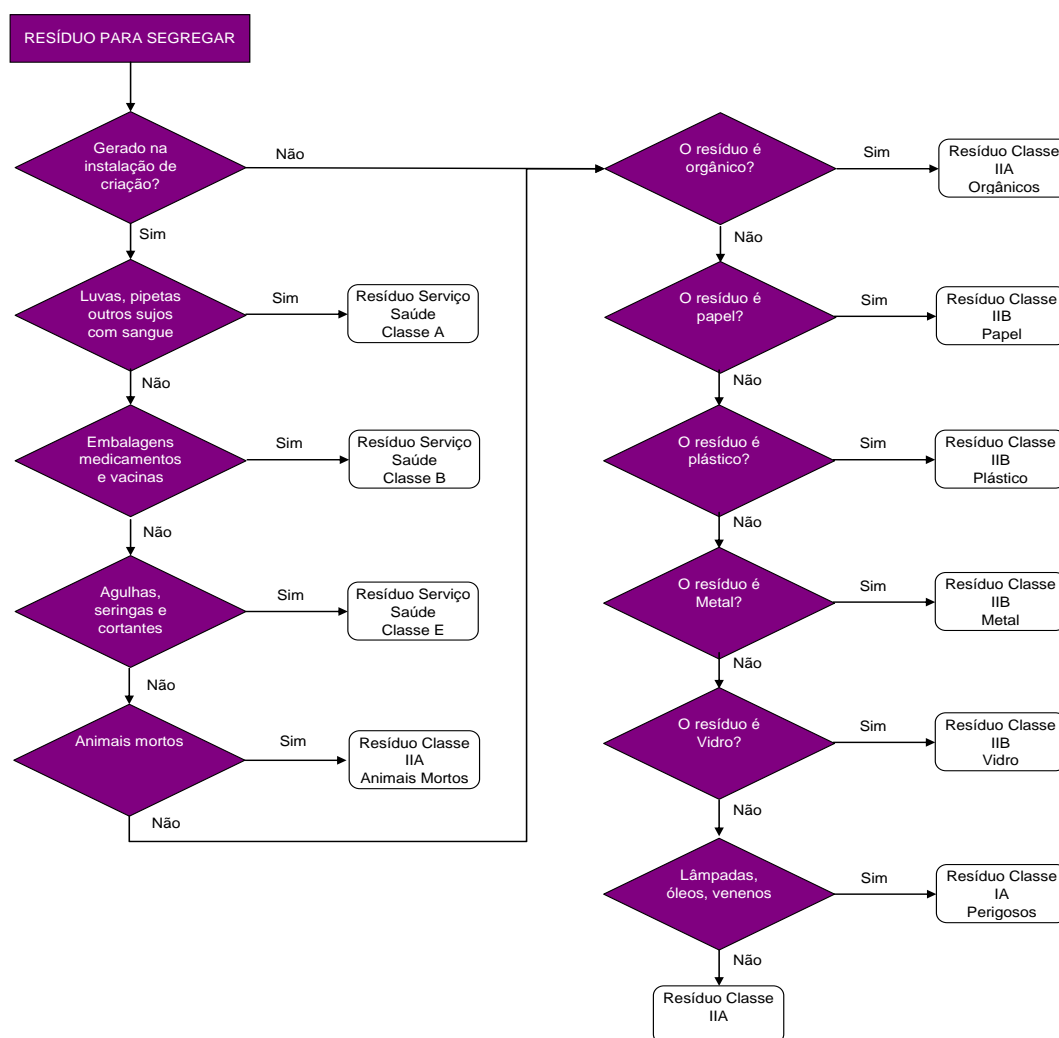 RESÍDUO PARA SEGREGAR
Gerado na
instalação de
criação?
Não
Sim
Luvas, pipetas
outros sujos
com sangue
Sim
Resíduo Serviço
Saúde
Classe A
Não
Embalagens
medicamentos
e vacinas
Sim
Resíduo Serviço
Saúde
Classe B
Não
Agulhas,
seringas e
cortantes
Sim
Resíduo Serviço
Saúde
Classe E
Não
Animais mortos
Sim
Resíduo Classe
IIA
Animais Mortos
Não
O resíduo é
orgânico?
Sim
Resíduo Classe
IIA
Orgânicos
Não
O resíduo é
papel?
Sim
Resíduo Classe
IIB
Papel
Não
O resíduo é
plástico?
Sim
Resíduo Classe
IIB
Plástico
Não
O resíduo é
Metal?
Sim
Resíduo Classe
IIB
Metal
Não
O resíduo é
Vidro?
Sim
Resíduo Classe
IIB
Vidro
Não
Lâmpadas,
óleos, venenos
Sim
Resíduo Classe
IA
Perigosos
Não
Resíduo Classe
IIA